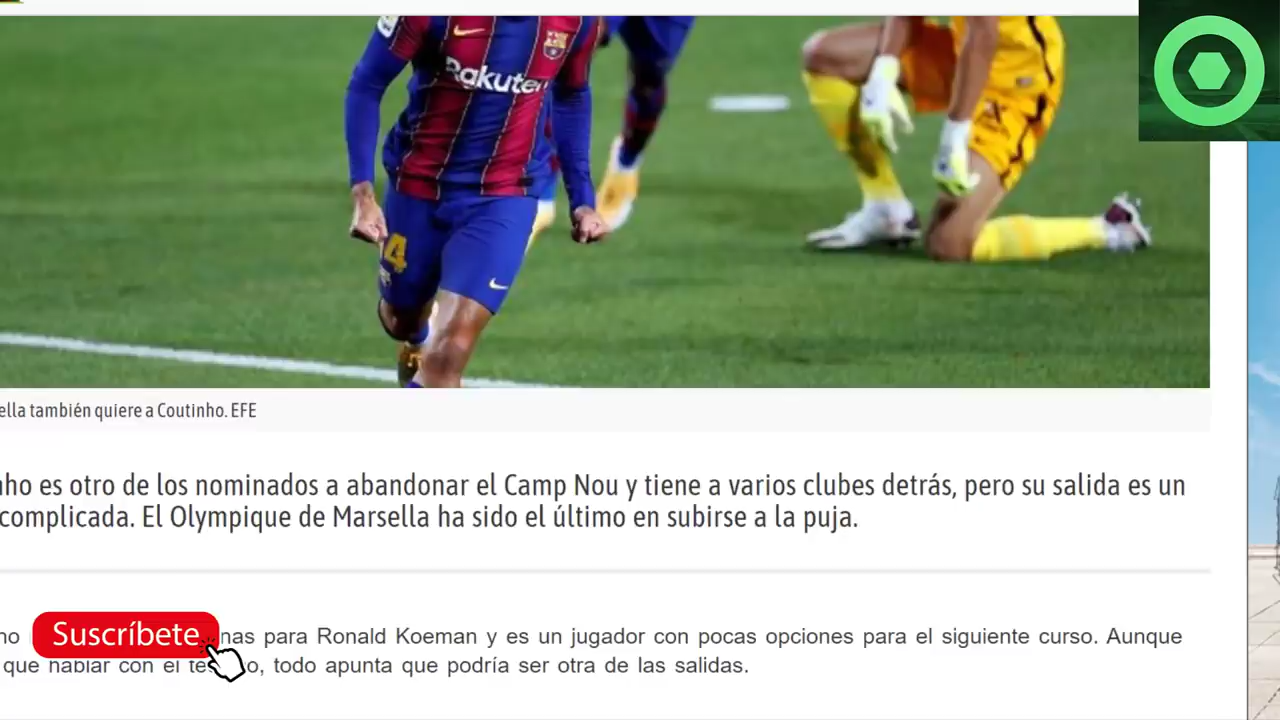 Rakuten
4
ella también quiere a Coutinho. EFE
nho es otro de los nominados a abandonar el Camp Nou y tiene a varios clubes detrás, pero su salida es un
complicada. El Olympique de Marsella ha sido el último en subirse a la puja.
no
Suscríbete
nas para Ronald Koeman y es un jugador con pocas opciones para el siguiente curso. Aunque
que hablar con el te o, todo apunta que podría ser otra de las salidas.